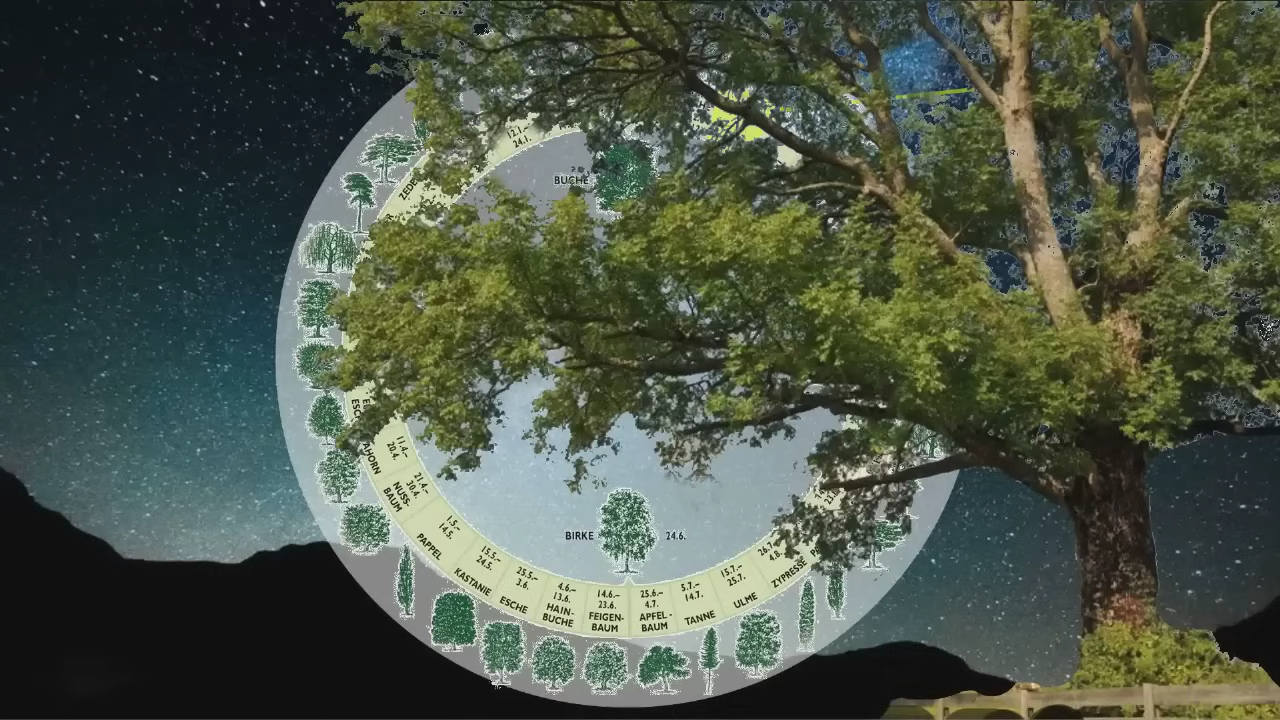 12.1.–
24.1.
BUCHE
11.4.–
20.4.
AHORN
21.4.–
30.4.
NUSS-
BAUM
1.5.–
14.5.
PAPPEL
15.5.–
24.5.
KASTANIE
25.5.–
3.6.
ESCHE
4.6.–
13.6.
HAIN-
BUCHE
14.6.–
23.6.
FEIGEN-
BAUM
BIRKE 24.6.
25.6.–
4.7.
APFEL-
BAUM
5.7.–
14.7.
TANNE
15.7.–
25.7.
ULME
4.8.
ZYPRESSE